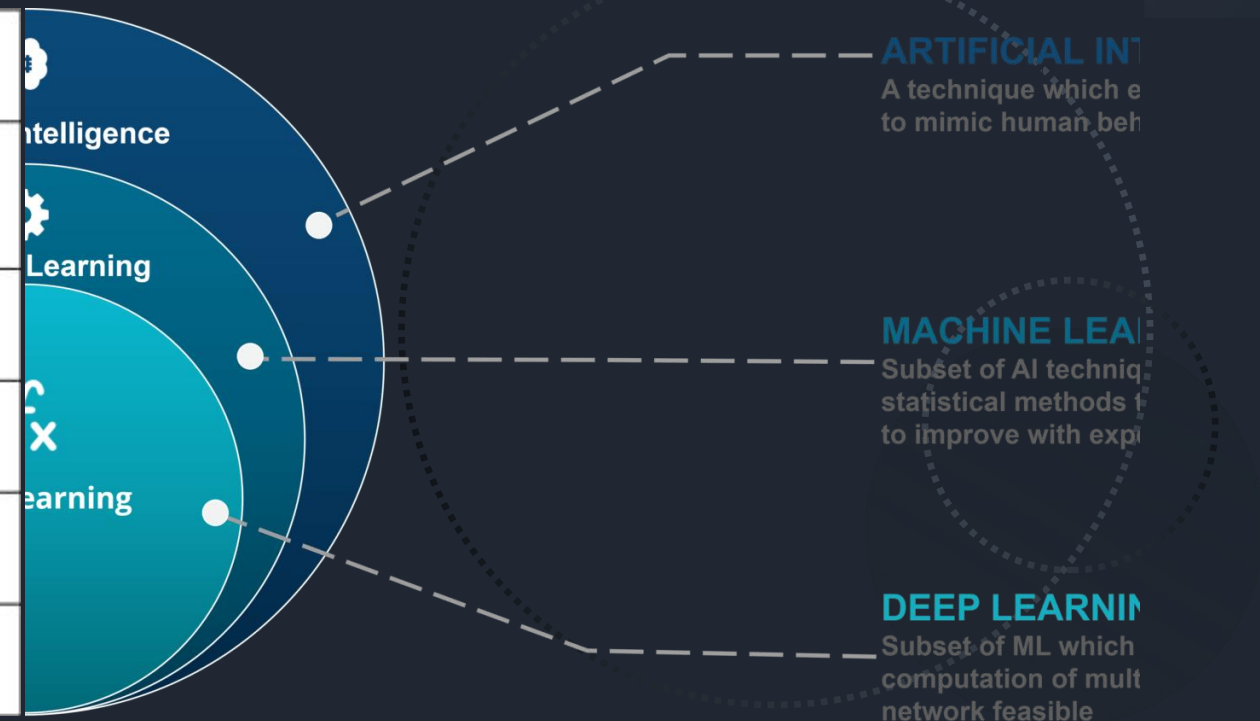 ntelligence
Learning
earning
ARTIFICIAL INT
A technique which e
to mimic human beh
MACHINE LEA
Subset of AI techniq
statistical methods t
to improve with expe
DEEP LEARNIN
Subset of ML which
computation of mult
network feasible